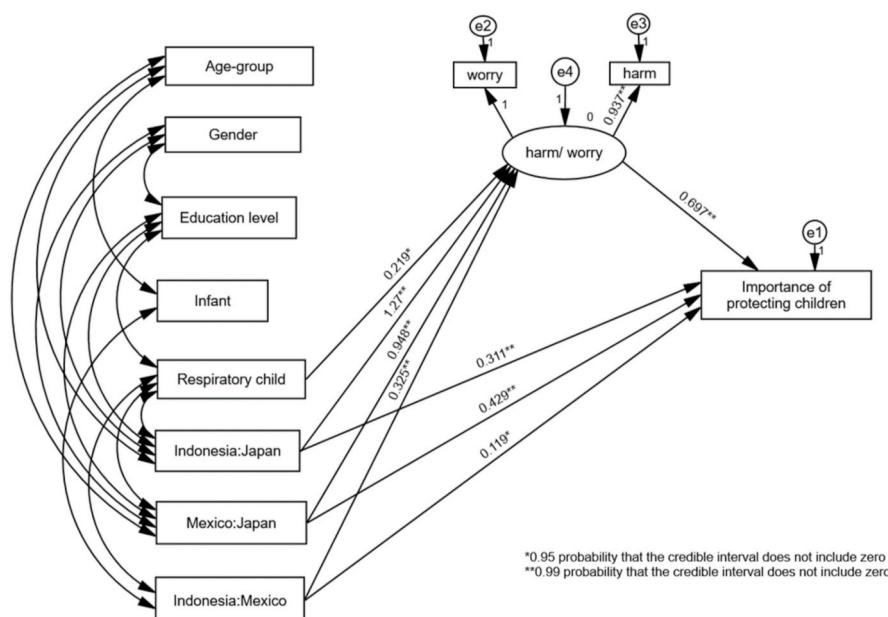 e2
1
e3
1
Age-group
worry
e4
harm
1
1
0
0.937**
Gender
harm/ worry
Education level
0.697**
0.219*
e1
1
1.27**
Infant
Importance of
protecting children
0.948**
0.325**
0.311**
Respiratory child
0.429**
Indonesia:Japan
0.119*
Mexico:Japan
*0.95 probability that the credible interval does not include zero
**0.99 probability that the credible interval does not include zero
Indonesia:Mexico